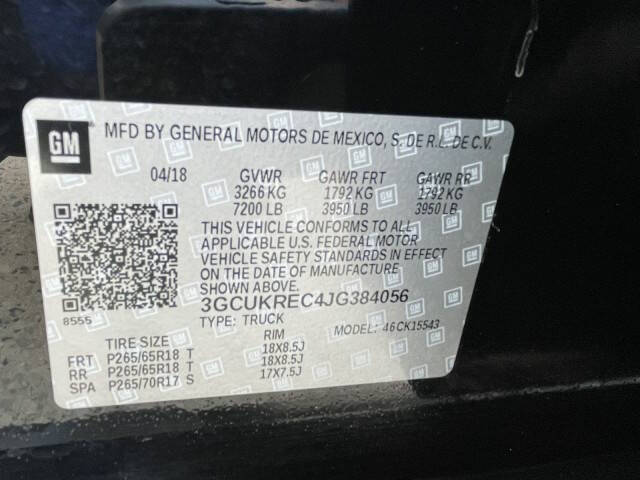 GM MFD BY GENERAL MOTORS DE MEXICO, S. DE R.L. DE C.V.
04/18 GVWR GAWR FRT GAWR RR
3266 KG 1792 KG 1792 KG
7200 LB 3950 LB 3950 LB
THIS VEHICLE CONFORMS TO ALL
APPLICABLE U.S. FEDERAL MOTOR
VEHICLE SAFETY STANDARDS IN EFFECT
ON THE DATE OF MANUFACTURE
3GCUKREC4JG384056
8555 TYPE: TRUCK MODEL: 46CK15543
TIRE SIZE RIM
FRT P265/65R18 T 18X8.5J
RR P265/65R18 T 18X8.5J
SPA P265/70R17 S 17X7.5J